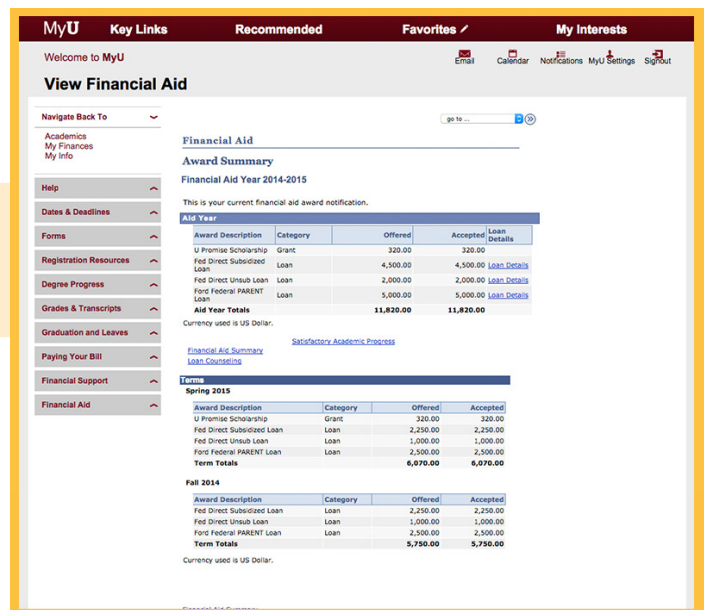 MyU Key Links Recommended Favorites My Interests
Welcome to MyU
Email Calendar Notifications MyU Settings Signout
View Financial Aid
Navigate Back To
Academics
My Finances
My Info
Help
Dates & Deadlines
Forms
Registration Resources
Degree Progress
Grades & Transcripts
Graduation and Leaves
Paying Your Bill
Financial Support
Financial Aid
go to ...
Financial Aid
Award Summary
Financial Aid Year 2014-2015
This is your current financial aid award notification.
Aid Year
Award Description Category Offered Accepted Loan Details
U Promise Scholarship Grant 320.00 320.00
Fed Direct Subsidized Loan Loan 4,500.00 4,500.00 Loan Details
Fed Direct Unsub Loan Loan 2,000.00 2,000.00 Loan Details
Ford Federal PARENT Loan Loan 5,000.00 5,000.00 Loan Details
Aid Year Totals 11,820.00 11,820.00
Currency used is US Dollar.
Satisfactory Academic Progress
Financial Aid Summary
Loan Counseling
Terms
Spring 2015
Award Description Category Offered Accepted
U Promise Scholarship Grant 320.00 320.00
Fed Direct Subsidized Loan Loan 2,250.00 2,250.00
Fed Direct Unsub Loan Loan 1,000.00 1,000.00
Ford Federal PARENT Loan Loan 2,500.00 2,500.00
Term Totals 6,070.00 6,070.00
Fall 2014
Award Description Category Offered Accepted
Fed Direct Subsidized Loan Loan 2,250.00 2,250.00
Fed Direct Unsub Loan Loan 1,000.00 1,000.00
Ford Federal PARENT Loan Loan 2,500.00 2,500.00
Term Totals 5,750.00 5,750.00
Currency used is US Dollar.
Financial Aid Summary